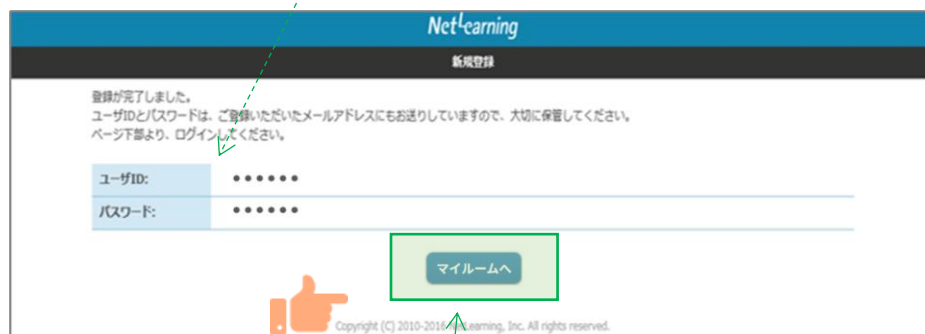 NetLearning
新規登録
登録が完了しました。
ユーザIDとパスワードは、ご登録いただいたメールアドレスにもお送りしていますので、大切に保管してください。
ページ下部より、ログインしてください。
ユーザID: ●●●●●●
パスワード: ●●●●●●
マイルームへ
Copyright (C) 2010-2016 NetLearning, Inc. All rights reserved.